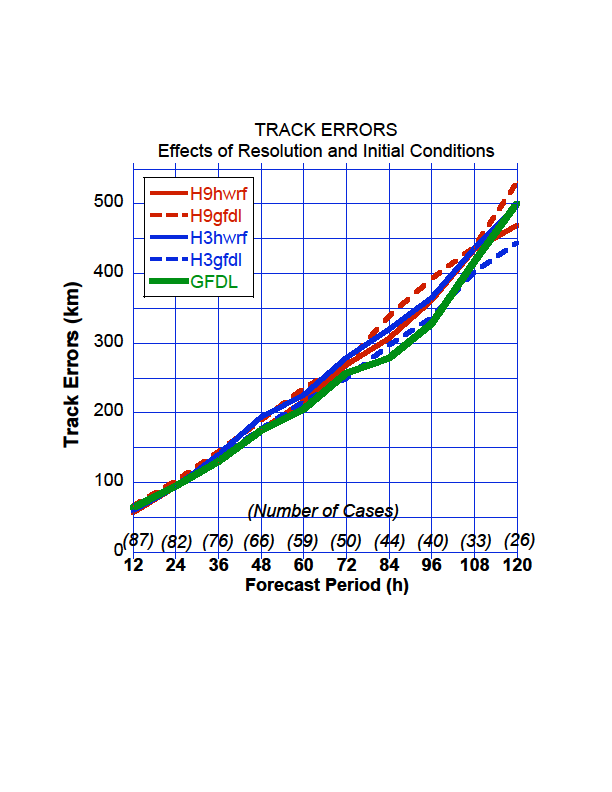 TRACK ERRORS
Effects of Resolution and Initial Conditions
H9hwrf
H9gfdl
H3hwrf
H3gfdl
GFDL
500
400
300
200
100
0
Track Errors (km)
(Number of Cases)
(87) (82) (76) (66) (59) (50) (44) (40) (33) (26)
12 24 36 48 60 72 84 96 108 120
Forecast Period (h)